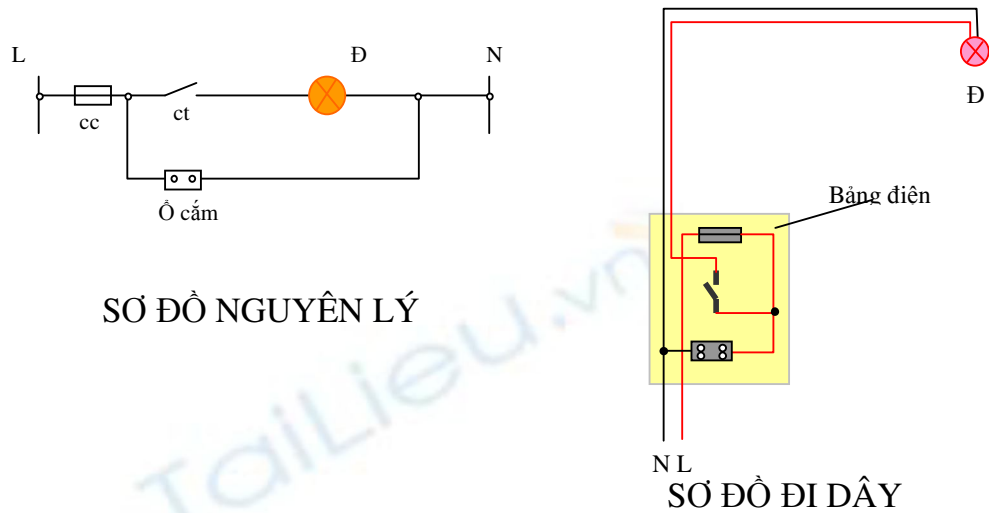 L
Đ
N
cc
ct
Ổ cắm
SƠ ĐỒ NGUYÊN LÝ
Đ
Bảng điện
N L
SƠ ĐỒ ĐI DÂY
TaiLieu.vn